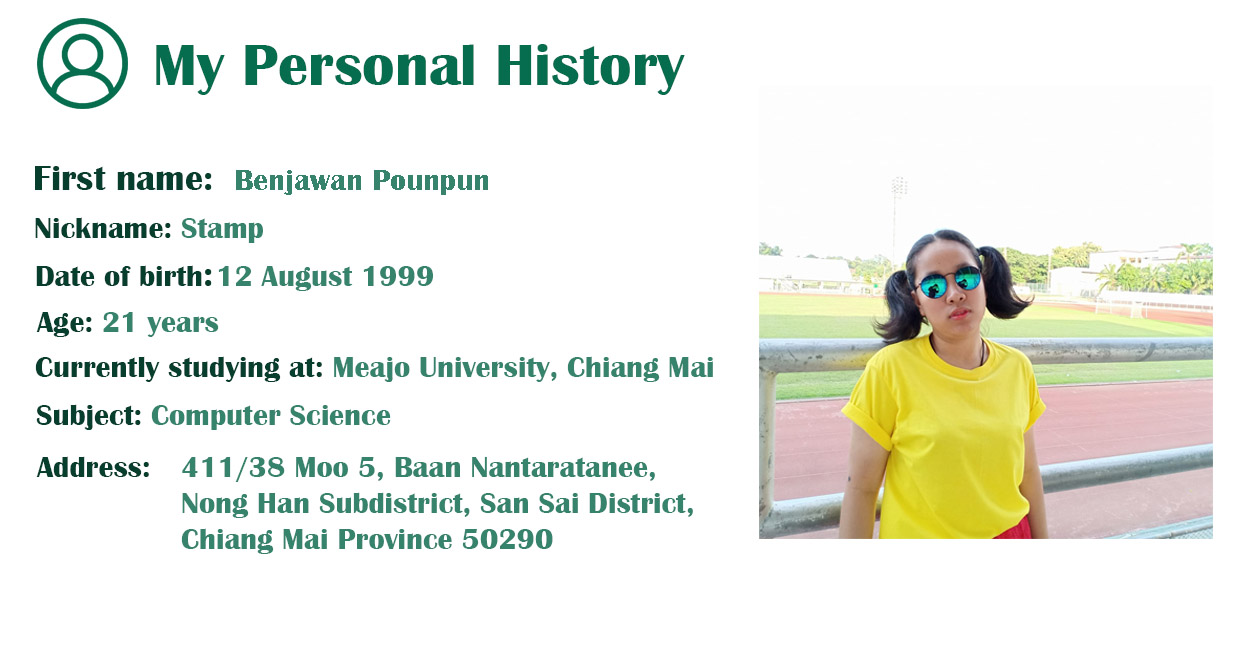 My Personal History
First name: Benjawan Pounpun
Nickname: Stamp
Date of birth: 12 August 1999
Age: 21 years
Currently studying at: Meajo University, Chiang Mai
Subject: Computer Science
Address: 411/38 Moo 5, Baan Nantaratanee,
Nong Han Subdistrict, San Sai District,
Chiang Mai Province 50290